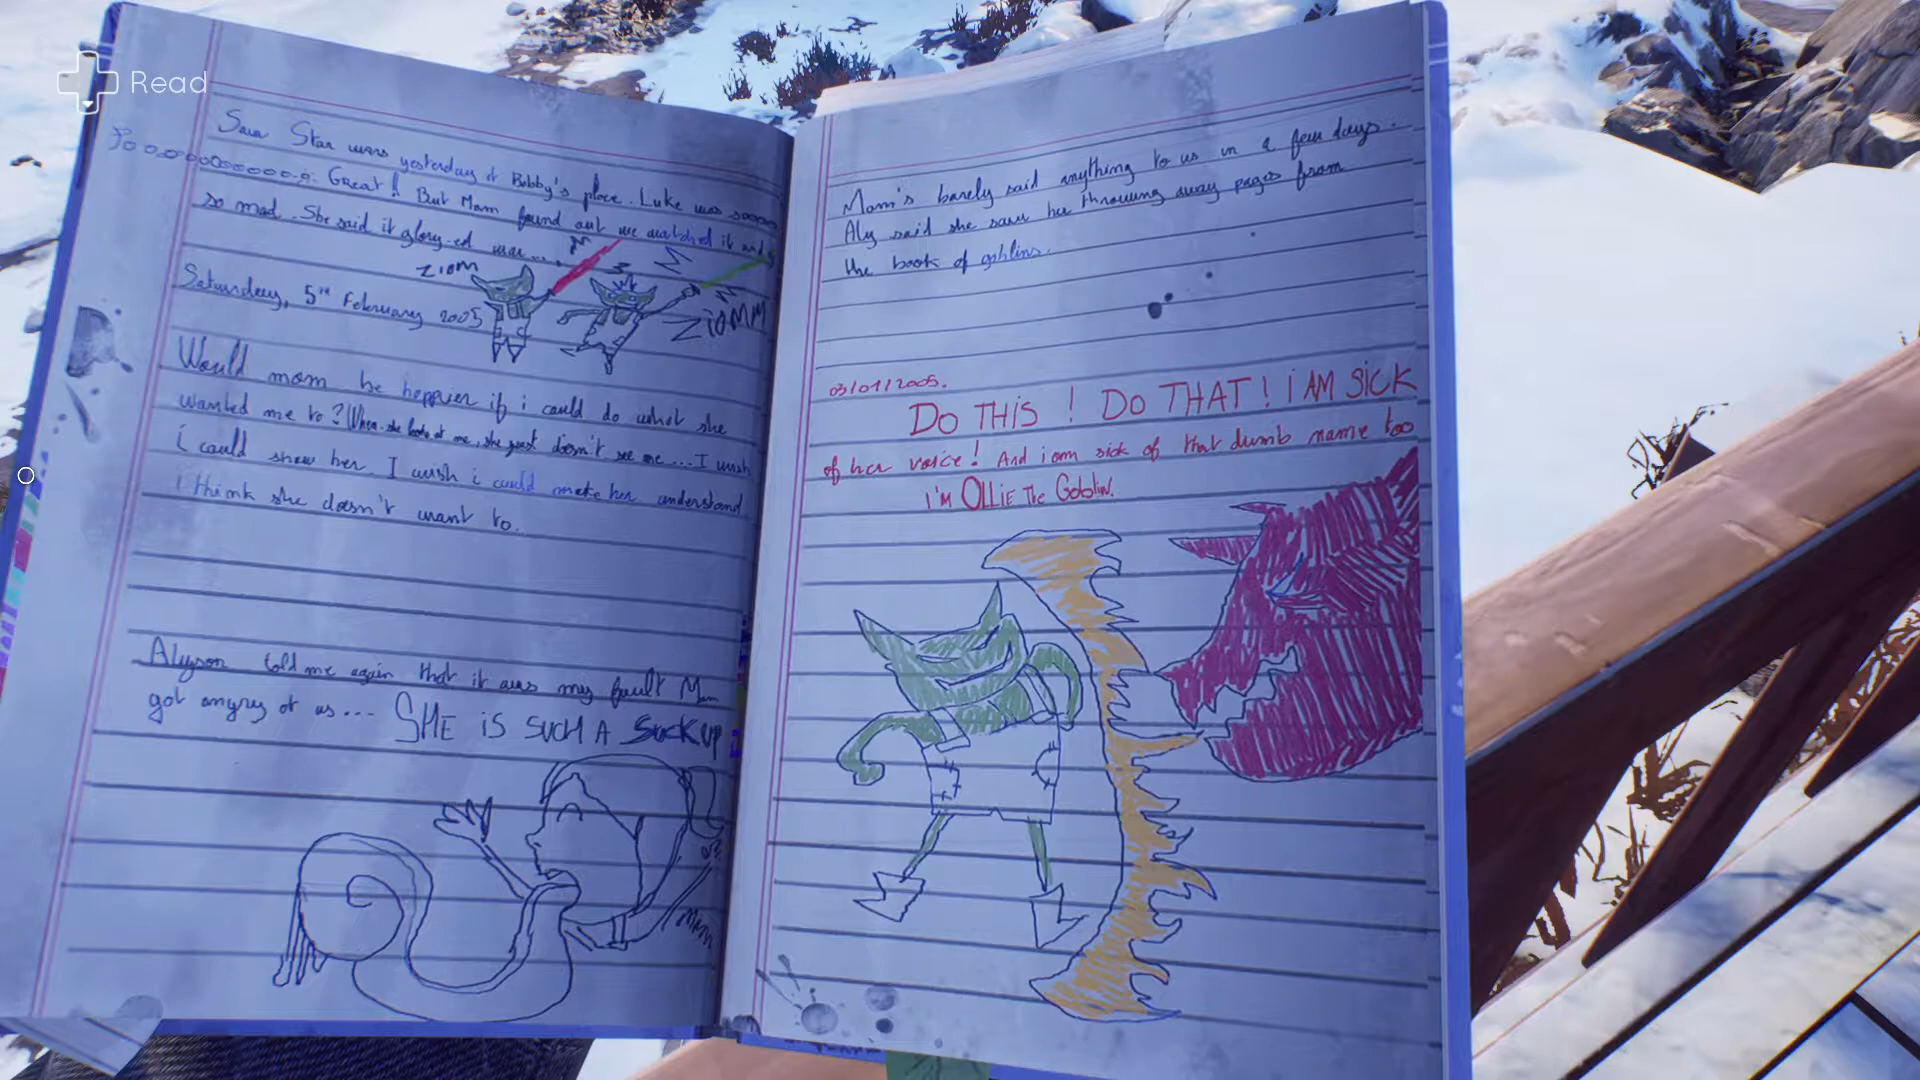 Read
Saw Star wars yesterday at Bobby's place. Luke was soooo
oooooooooooooo. Great! But Mom found out we watched it and
so mad. She said it glory-ed war...
ZiOM
ZiOMM
Saturday, 5th February 2005
Would mom be happier if i could do what she
wanted me to? When she looks at me, she just doesn't see me... I wish
i could show her. I wish i could make her understand.
i think she doesn't want to.
Alyson told me again that it was my fault Mom
got angry at us... SHE iS SUCH A Suck up
Mom's barely said anything to us in a few days.
Aly said she saw her throwing away pages from
the book of goblins.
03/01/2005.
DO THiS! DO THAT! i AM SiCK
of her voice! And i am sick of that dumb name too
i'M OLLiE The Goblin.